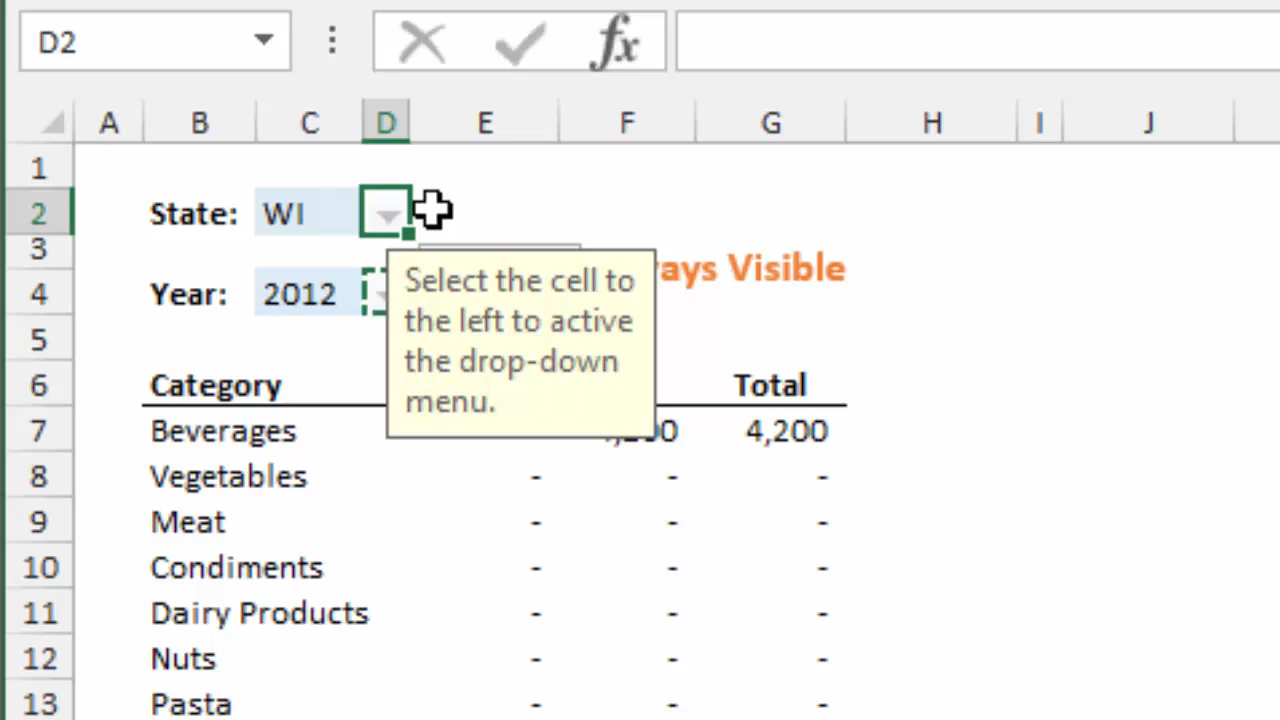 D2
fx
A B C D E F G H I J
1
2 State: WI
3
ays Visible
4 Year: 2012
Select the cell to
the left to active
the drop-down
menu.
5
6 Category Total
7 Beverages 4,200
8 Vegetables - - -
9 Meat - - -
10 Condiments - - -
11 Dairy Products - - -
12 Nuts - - -
13 Pasta - - -